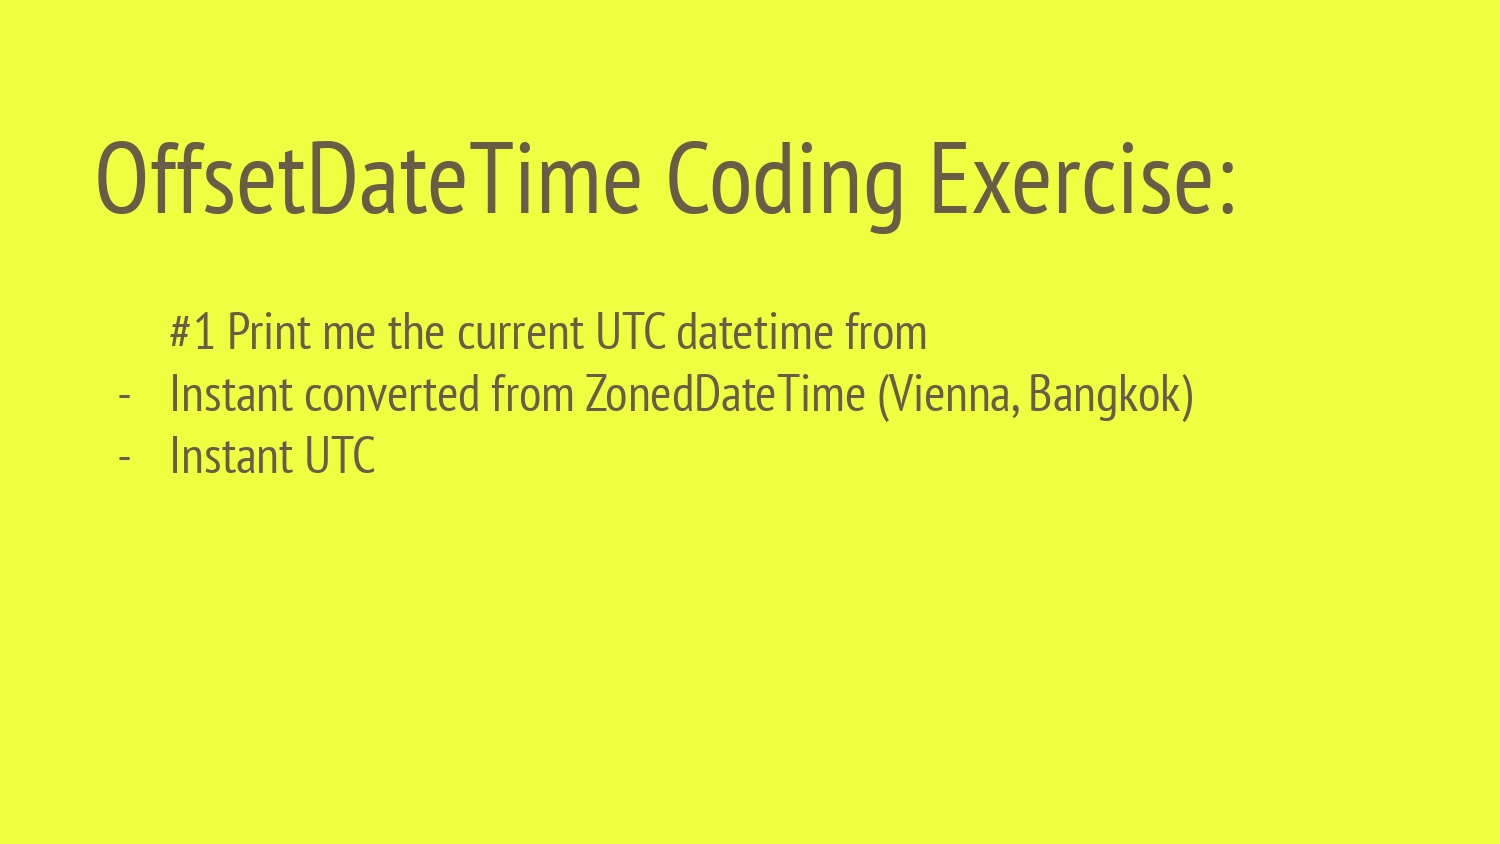 OffsetDateTime Coding Exercise:
#1 Print me the current UTC datetime from
- Instant converted from ZonedDateTime (Vienna, Bangkok)
- Instant UTC